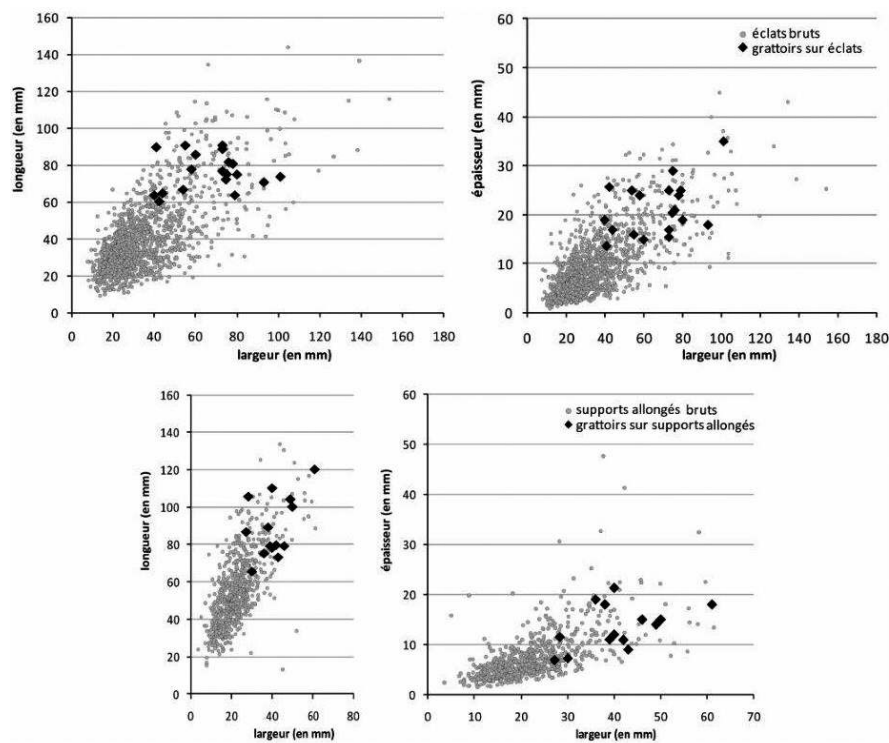 160
140
120
100
80
60
40
20
0
longueur (en mm)
0 20 40 60 80 100 120 140 160 180
largeur (en mm)
60
50
40
30
20
10
0
épaisseur (en mm)
éclats bruts
grattoirs sur éclats
0 20 40 60 80 100 120 140 160 180
largeur (en mm)
160
140
120
100
80
60
40
20
0
longueur (en mm)
0 20 40 60 80
largeur (en mm)
60
50
40
30
20
10
0
épaisseur (en mm)
supports allongés bruts
grattoirs sur supports allongés
0 10 20 30 40 50 60 70
largeur (en mm)